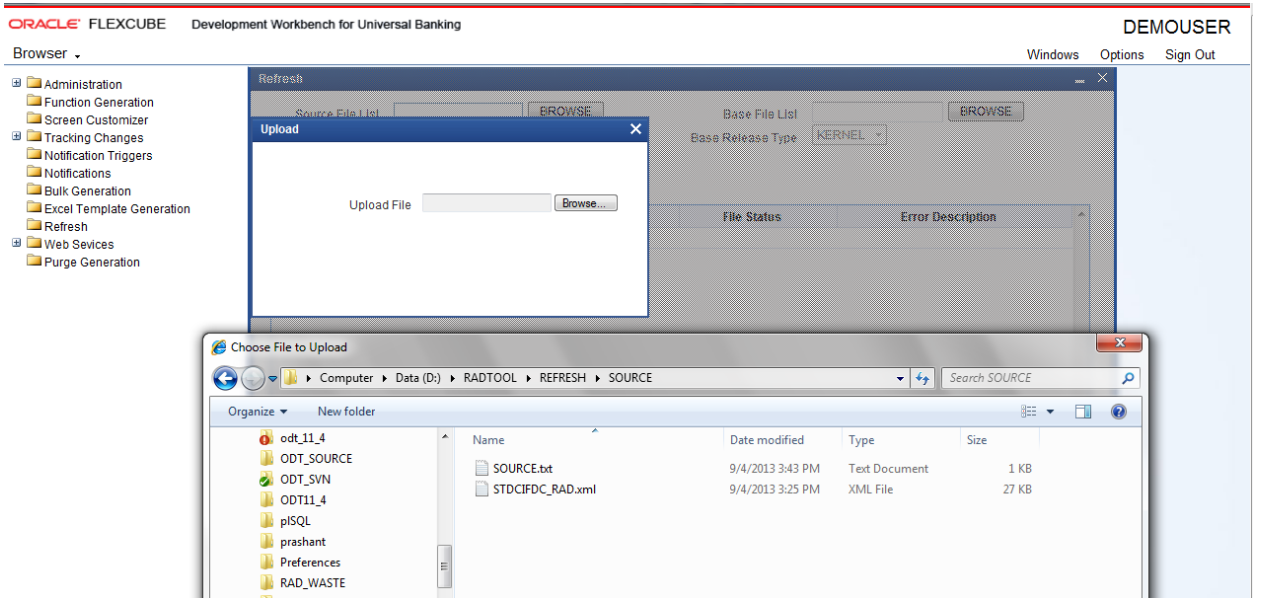 ORACLE FLEXCUBE Development Workbench for Universal Banking
DEMOUSER
Browser
Windows Options Sign Out
Administration
Function Generation
Screen Customizer
Tracking Changes
Notification Triggers
Notifications
Bulk Generation
Excel Template Generation
Refresh
Web Sevices
Purge Generation
Refresh
Source File List BROWSE Base File List BROWSE
Base Release Type KERNEL
Upload
Upload File Browse...
File Status Error Description
Choose File to Upload
Computer Data (D:) RADTOOL REFRESH SOURCE
Search SOURCE
Organize New folder
odt_11_4
ODT_SOURCE
ODT_SVN
ODT11_4
plSQL
prashant
Preferences
RAD_WASTE
Name Date modified Type Size
SOURCE.txt 9/4/2013 3:43 PM Text Document 1 KB
STDCIFDC_RAD.xml 9/4/2013 3:25 PM XML File 27 KB